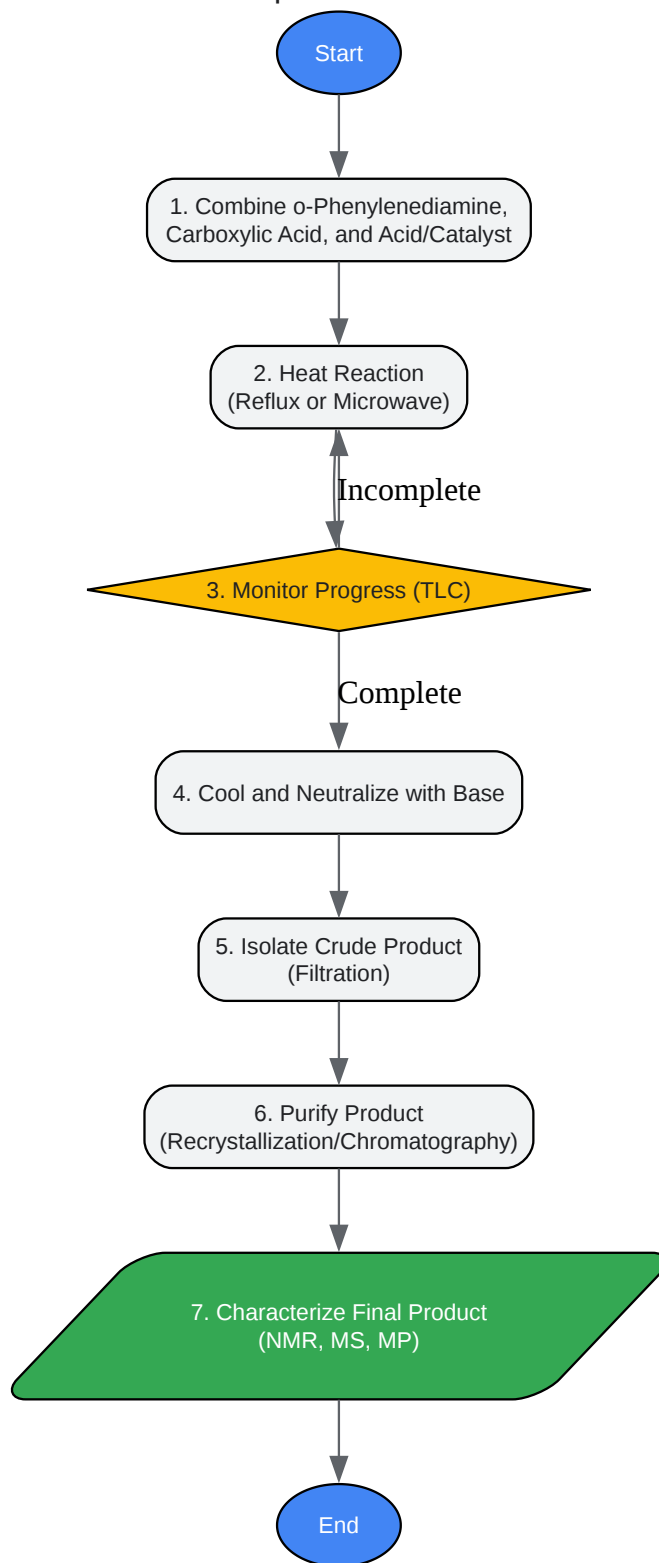 Start
1. Combine o-Phenylenediamine,
Carboxylic Acid, and Acid/Catalyst
2. Heat Reaction
(Reflux or Microwave)
Incomplete
3. Monitor Progress (TLC)
Complete
4. Cool and Neutralize with Base
5. Isolate Crude Product
(Filtration)
6. Purify Product
(Recrystallization/Chromatography)
7. Characterize Final Product
(NMR, MS, MP)
End